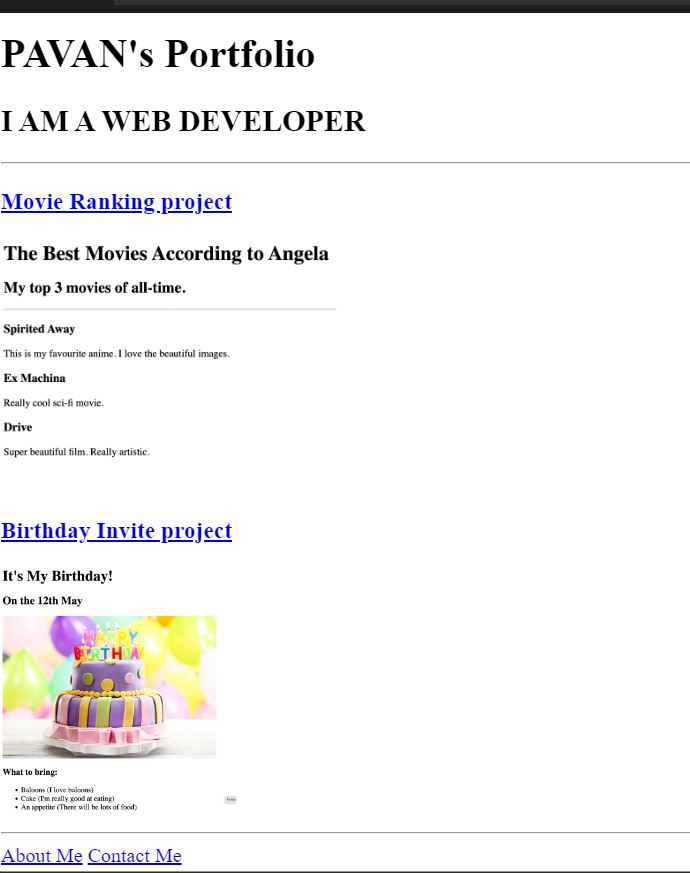 PAVAN's Portfolio
I AM A WEB DEVELOPER
Movie Ranking project
The Best Movies According to Angela
My top 3 movies of all-time.
Spirited Away
This is my favourite anime. I love the beautiful images.
Ex Machina
Really cool sci-fi movie.
Drive
Super beautiful film. Really artistic.
Birthday Invite project
It's My Birthday!
On the 12th May
HAPPY
BIRTHDAY
What to bring:
• Baloons (I love baloons)
• Cake (I'm really good at eating)
• An appetite (There will be lots of food)
About Me Contact Me